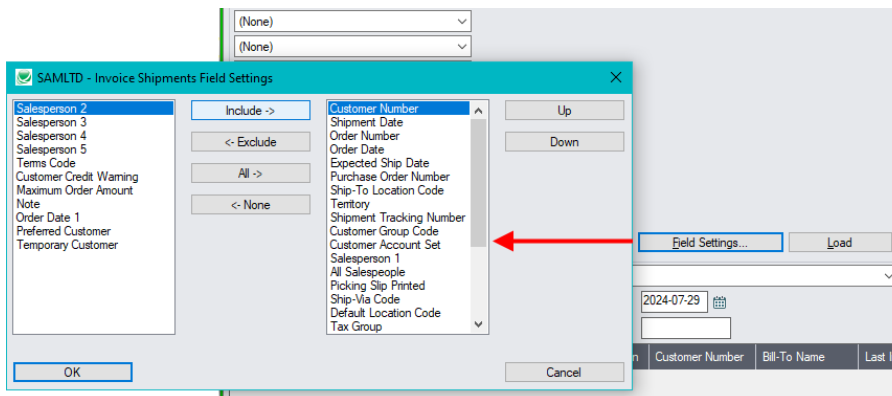 (None)
(None)
SAMLTD - Invoice Shipments Field Settings
Salesperson 2
Salesperson 3
Salesperson 4
Salesperson 5
Terms Code
Customer Credit Warning
Maximum Order Amount
Note
Order Date 1
Preferred Customer
Temporary Customer
Include ->
<- Exclude
All ->
<- None
Customer Number
Shipment Date
Order Number
Order Date
Expected Ship Date
Purchase Order Number
Ship-To Location Code
Territory
Shipment Tracking Number
Customer Group Code
Customer Account Set
Salesperson 1
All Salespeople
Picking Slip Printed
Ship-Via Code
Default Location Code
Tax Group
Up
Down
OK
Cancel
Field Settings...
Load
2024-07-29
n Customer Number Bill-To Name Last I